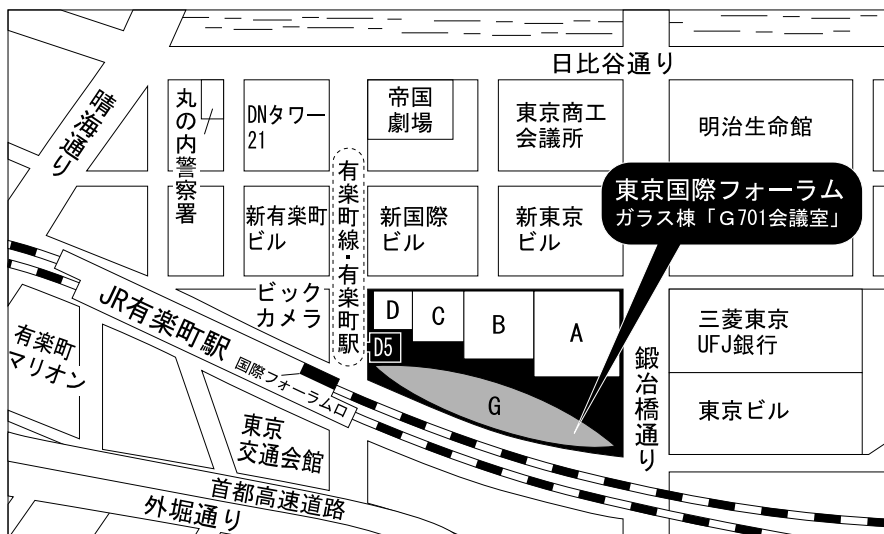 日比谷通り
晴海通り
丸の内警察署
DNタワー
21
帝国
劇場
東京商工
会議所
明治生命館
有楽町線・有楽町駅
新有楽町
ビル
新国際
ビル
新東京
ビル
東京国際フォーラム
ガラス棟「G701会議室」
JR有楽町駅
ビック
カメラ
D
C
B
A
D5
G
鍛冶橋通り
三菱東京
UFJ銀行
東京ビル
有楽町
マリオン
国際フォーラム口
東京
交通会館
首都高速道路
外堀通り